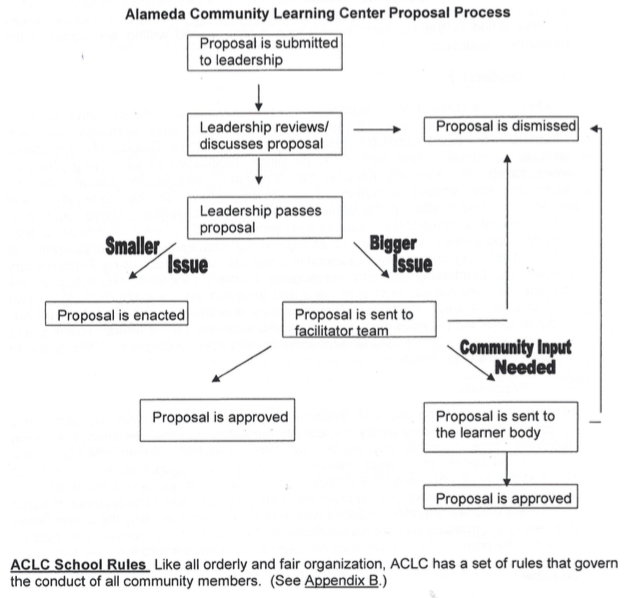 Alameda Community Learning Center Proposal Process
Proposal is submitted
to leadership
Leadership reviews/
discusses proposal
Proposal is dismissed
Leadership passes
proposal
Smaller
Issue
Bigger
Issue
Proposal is enacted
Proposal is sent to
facilitator team
Community Input
Needed
Proposal is approved
Proposal is sent to
the learner body
Proposal is approved
ACLC School Rules Like all orderly and fair organization, ACLC has a set of rules that govern
the conduct of all community members. (See Appendix B.)